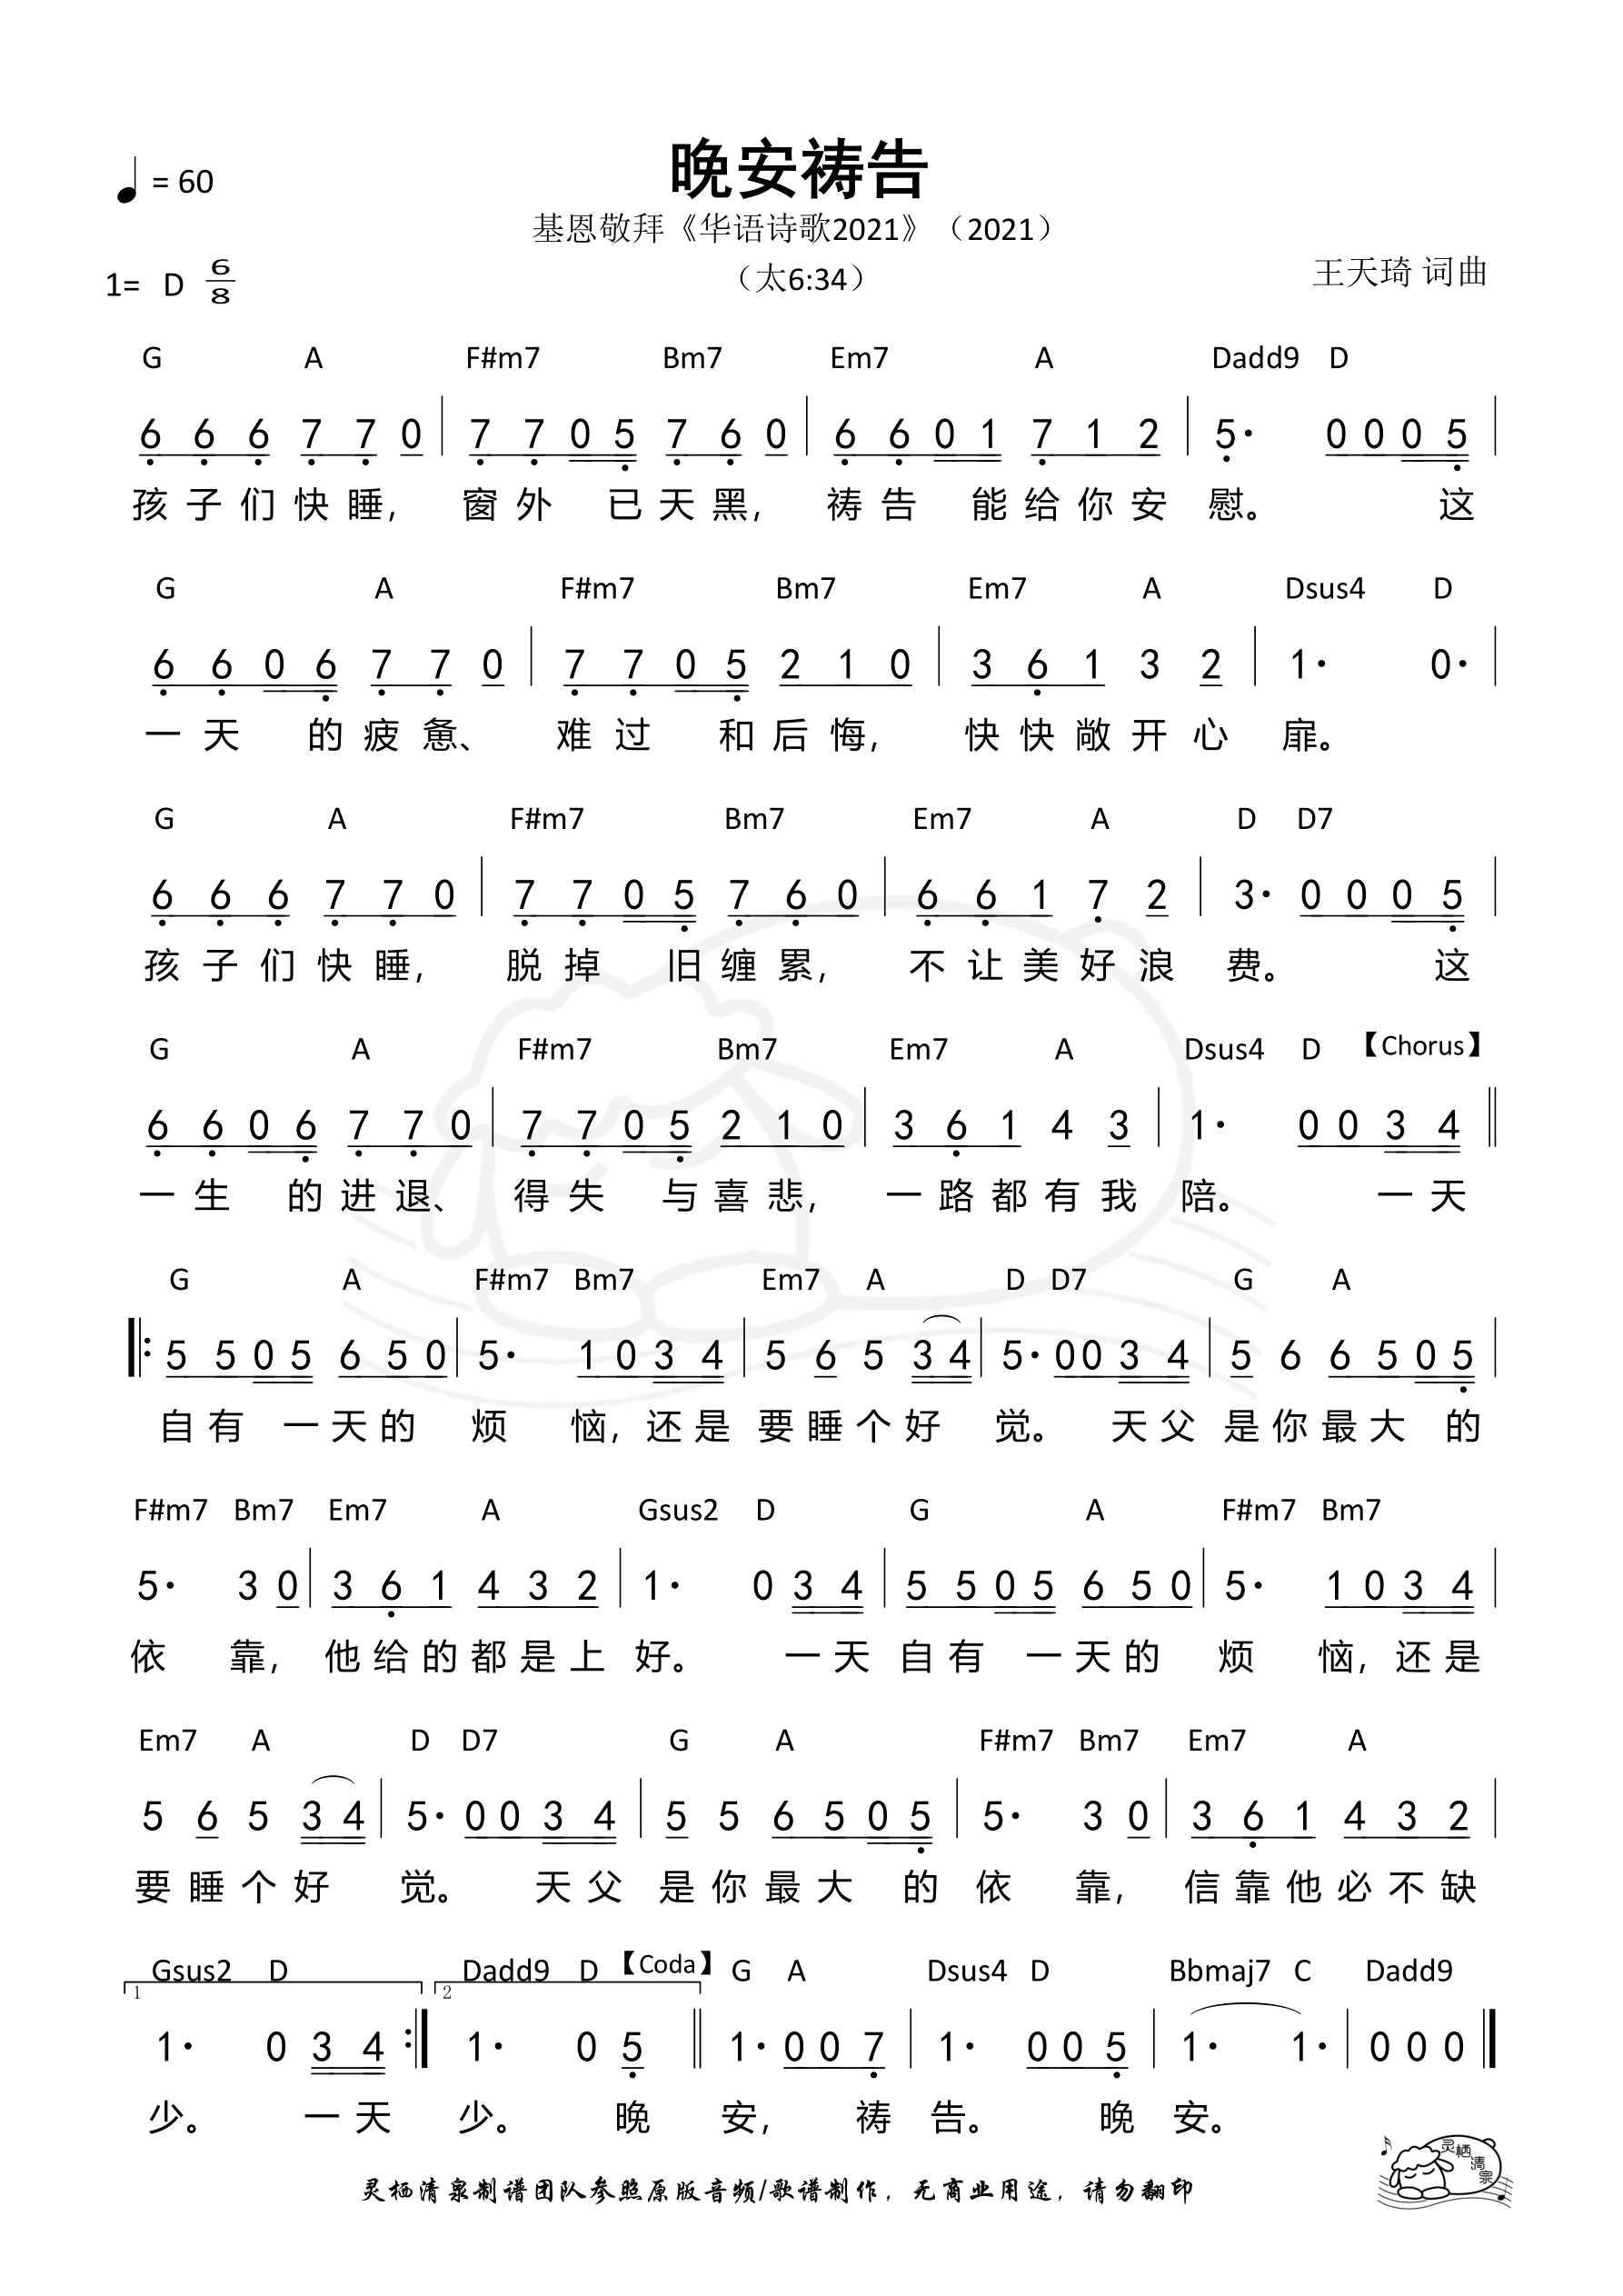 晚安祷告
= 60
基恩敬拜《华语诗歌2021》（2021）
（太6:34）
1= D 6/8
王天琦 词曲
G A F#m7 Bm7 Em7 A Dadd9 D
6 6 6 7 7 0 | 7 7 0 5 7 6 0 | 6 6 0 1 7 1 2 | 5· 0 0 0 5 |
孩子们快睡, 窗外 已天黑, 祷告 能给你安慰。 这
G A F#m7 Bm7 Em7 A Dsus4 D
6 6 0 6 7 7 0 | 7 7 0 5 2 1 0 | 3 6 1 3 2 | 1· 0· |
一天 的疲惫、 难过 和后悔, 快快敞开心扉。
G A F#m7 Bm7 Em7 A D D7
6 6 6 7 7 0 | 7 7 0 5 7 6 0 | 6 6 1 7 2 | 3· 0 0 0 5 |
孩子们快睡, 脱掉 旧缠累, 不让美好浪费。 这
G A F#m7 Bm7 Em7 A Dsus4 D 【Chorus】
6 6 0 6 7 7 0 | 7 7 0 5 2 1 0 | 3 6 1 4 3 | 1· 0 0 3 4 ‖
一生 的进退、 得失 与喜悲, 一路都有我陪。 一天
G A F#m7 Bm7 Em7 A D D7 G A
‖: 5 5 0 5 6 5 0 | 5· 1 0 3 4 | 5 6 5 3 4 | 5· 0 0 3 4 | 5 6 6 5 0 5 |
自有 一天的 烦 恼, 还是 要睡个好 觉。 天父 是你最大 的
F#m7 Bm7 Em7 A Gsus2 D G A F#m7 Bm7
5· 3 0 | 3 6 1 4 3 2 | 1· 0 3 4 | 5 5 0 5 6 5 0 | 5· 1 0 3 4 |
依 靠, 他给的都是上好。 一天 自有 一天的 烦 恼, 还是
Em7 A D D7 G A F#m7 Bm7 Em7 A
5 6 5 3 4 | 5· 0 0 3 4 | 5 5 6 5 0 5 | 5· 3 0 | 3 6 1 4 3 2 |
要睡个好 觉。 天父 是你最大 的 依 靠, 信靠他必不缺
Gsus2 D Dadd9 D 【Coda】 G A Dsus4 D Bbmaj7 C Dadd9
1 2
1· 0 3 4 :‖ 1· 0 5 ‖ 1· 0 0 7 | 1· 0 0 5 | 1· 1· | 0 0 0 ‖
少。 一天 少。 晚 安, 祷 告。 晚 安。
灵栖清泉
灵栖清泉制谱团队参照原版音频/歌谱制作，无商业用途，请勿翻印